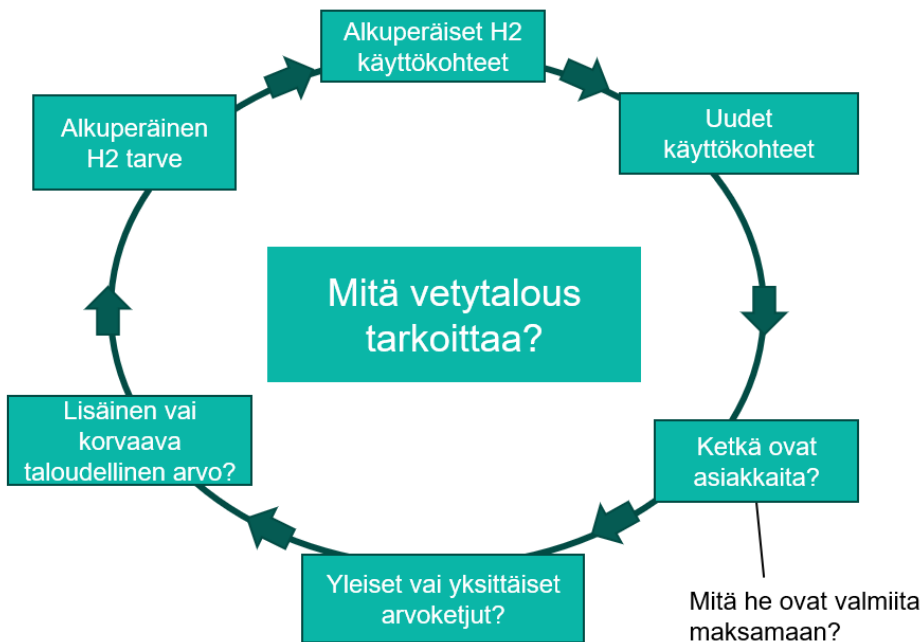 Alkuperäiset H2
käyttökohteet
Uudet
käyttökohteet
Ketkä ovat
asiakkaita?
Mitä he ovat valmiita
maksamaan?
Yleiset vai yksittäiset
arvoketjut?
Lisäinen vai
korvaava
taloudellinen arvo?
Alkuperäinen
H2 tarve
Mitä vetytalous
tarkoittaa?